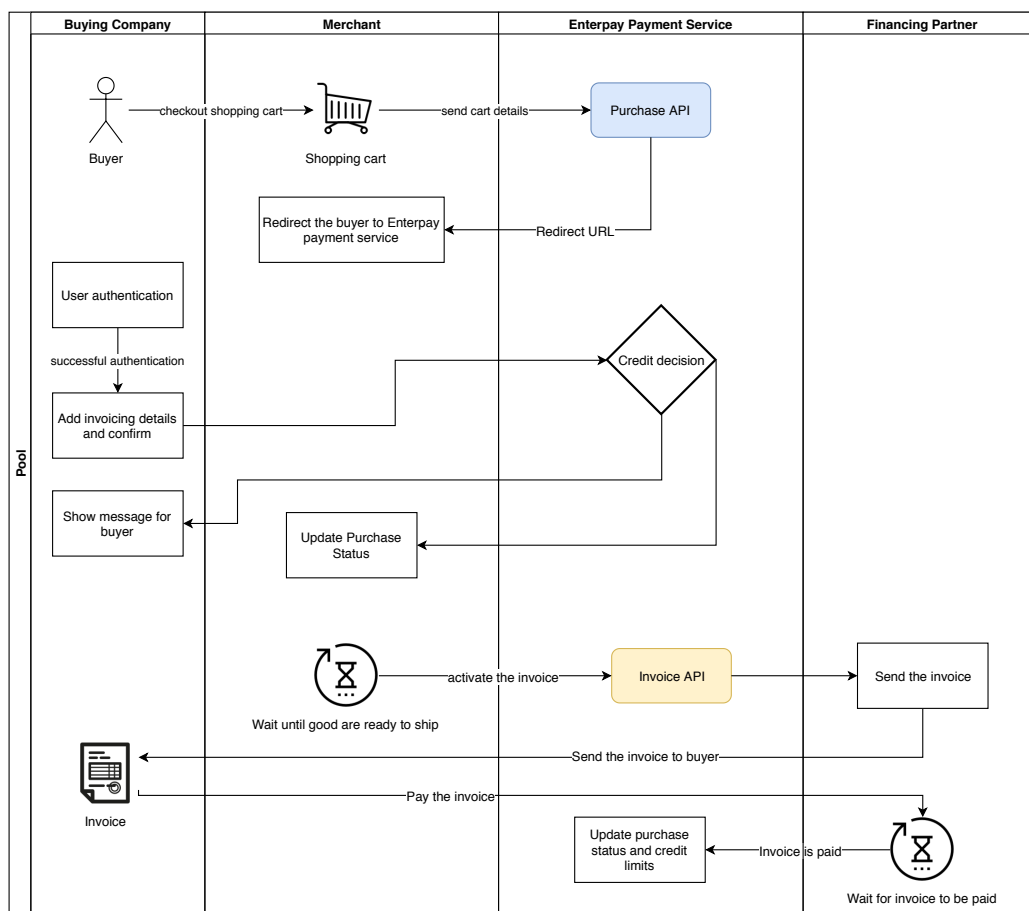 Buying Company
Merchant
Enterpay Payment Service
Financing Partner
Pool
checkout shopping cart
send cart details
Purchase API
Buyer
Shopping cart
Redirect the buyer to Enterpay
payment service
Redirect URL
User authentication
successful authentication
Credit decision
Add invoicing details
and confirm
Show message for
buyer
Update Purchase
Status
activate the invoice
Invoice API
Send the invoice
Wait until good are ready to ship
Send the invoice to buyer
Pay the invoice
Invoice
Update purchase
status and credit
limits
Invoice is paid
Wait for invoice to be paid